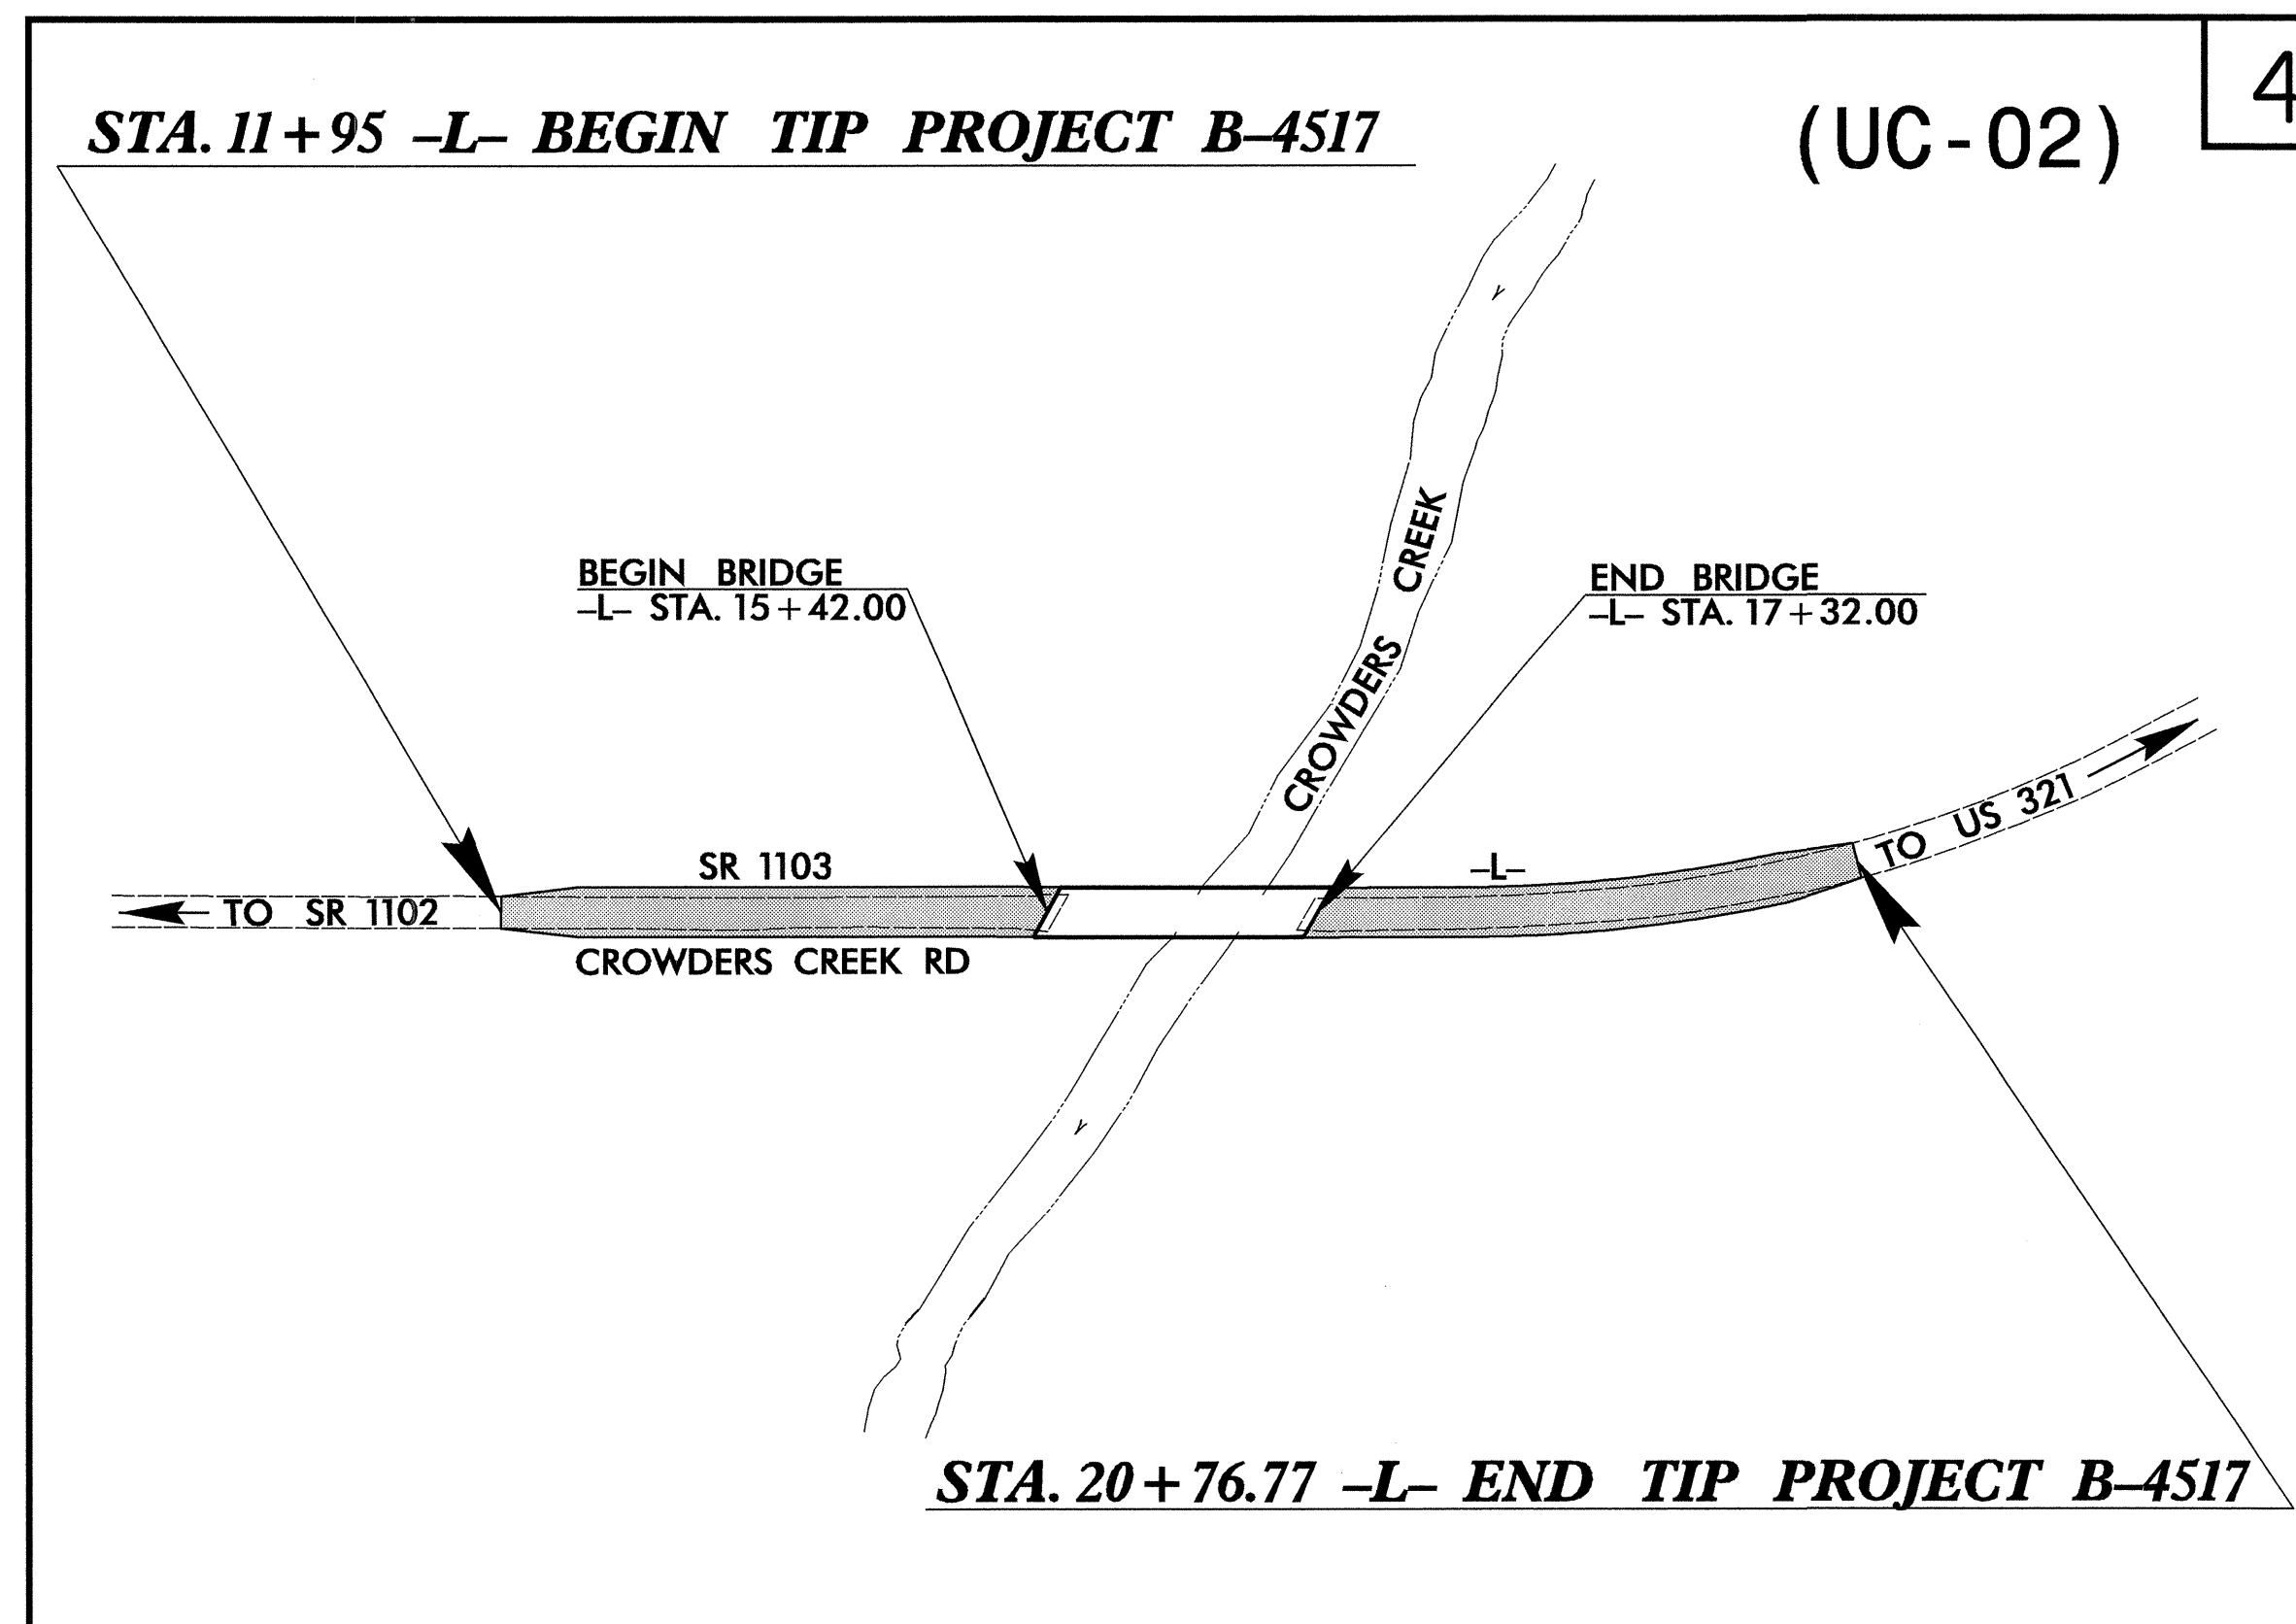 4
STA. 11+95 –L– BEGIN TIP PROJECT B–4517
(UC-02)
BEGIN BRIDGE
–L– STA. 15+42.00
END BRIDGE
–L– STA. 17+32.00
CROWDERS CREEK
SR 1103
–L–
TO US 321
TO SR 1102
CROWDERS CREEK RD
STA. 20+76.77 –L– END TIP PROJECT B–4517